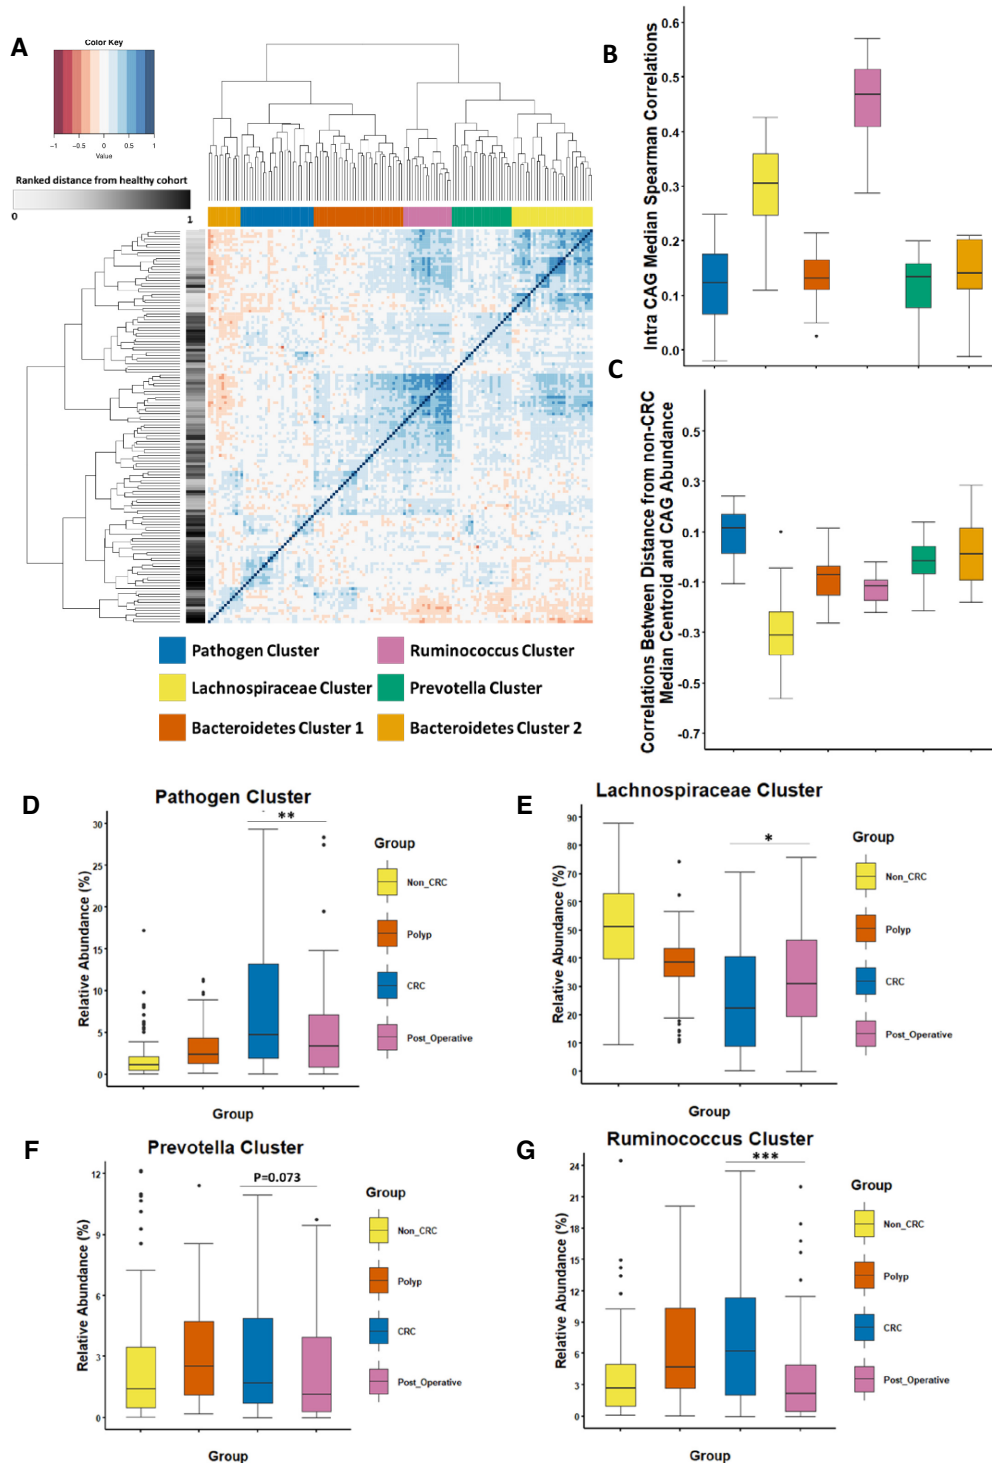 A
Color Key
-1 -0.5 0 0.5 1
Value
Ranked distance from healthy cohort
0 1
Pathogen Cluster
Ruminococcus Cluster
Lachnospiraceae Cluster
Prevotella Cluster
Bacteroidetes Cluster 1
Bacteroidetes Cluster 2
B
Intra CAG Median Spearman Correlations
0.6
0.5
0.4
0.3
0.2
0.1
0.0
C
Correlations Between Distance from non-CRC
Median Centroid and CAG Abundance
0.5
0.3
0.1
-0.1
-0.3
-0.5
-0.7
D
Pathogen Cluster
**
Relative Abundance (%)
30
25
20
15
10
5
0
Group
Group
Non_CRC
Polyp
CRC
Post_Operative
E
Lachnospiraceae Cluster
*
Relative Abundance (%)
90
80
70
60
50
40
30
20
10
0
Group
Group
Non_CRC
Polyp
CRC
Post_Operative
F
Prevotella Cluster
P=0.073
Relative Abundance (%)
12
9
6
3
0
Group
Group
Non_CRC
Polyp
CRC
Post_Operative
G
Ruminococcus Cluster
***
Relative Abundance (%)
24
21
18
15
12
9
6
3
0
Group
Group
Non_CRC
Polyp
CRC
Post_Operative